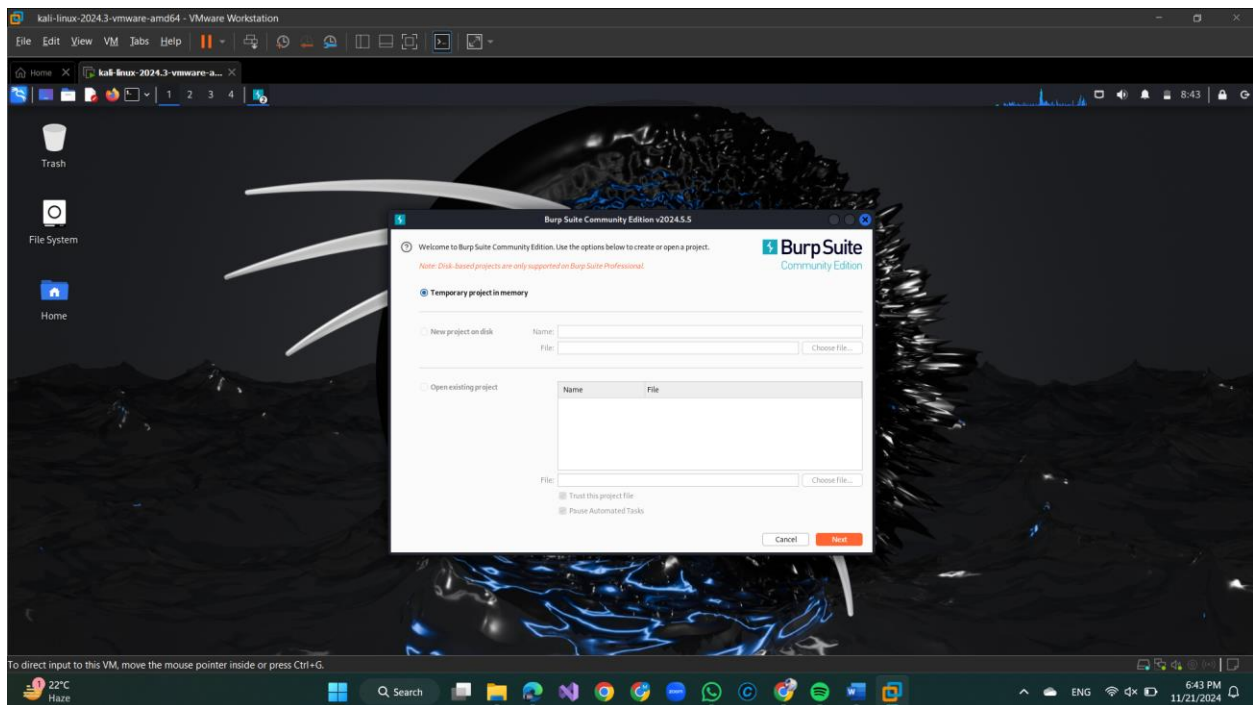 kali-linux-2024.3-vmware-amd64 - VMware Workstation
File Edit View VM Tabs Help
Home
kali-linux-2024.3-vmware-a...
1 2 3 4
8:43
Trash
File System
Home
Burp Suite Community Edition v2024.5.5
Welcome to Burp Suite Community Edition. Use the options below to create or open a project.
Note: Disk-based projects are only supported on Burp Suite Professional.
Burp Suite
Community Edition
Temporary project in memory
New project on disk
Name:
File:
Choose file...
Open existing project
Name File
File:
Choose file...
Trust this project file
Pause Automated Tasks
Cancel Next
To direct input to this VM, move the mouse pointer inside or press Ctrl+G.
1
22°C
Haze
Search
zoom
ENG
6:43 PM
11/21/2024